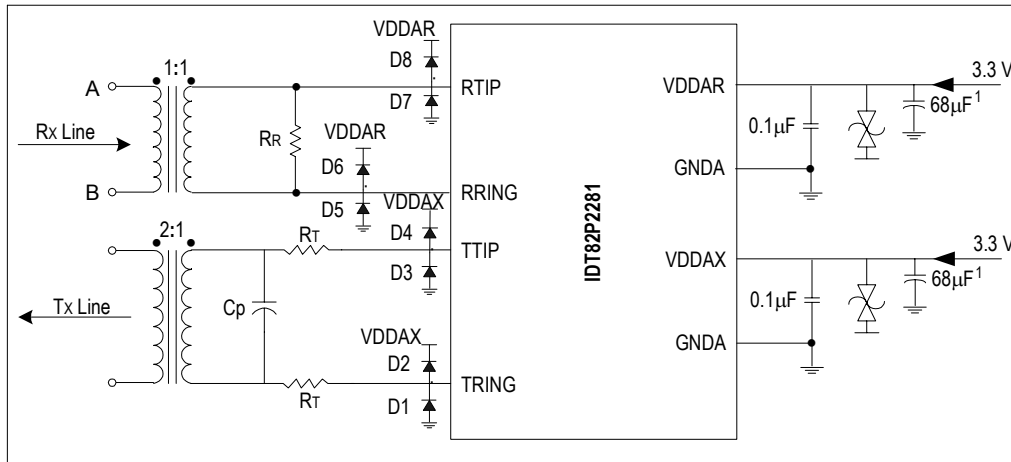 VDDAR
D8
1:1
A
RTIP
D7
Rx Line
RR
VDDAR
D6
B
RRING
D5
VDDAX
2:1
D4
RT
TTIP
D3
Tx Line
Cp
VDDAX
D2
RT
TRING
D1
IDT82P2281
VDDAR
3.3 V
0.1μF
68μF1
GNDA
VDDAX
3.3 V
0.1μF
68μF1
GNDA